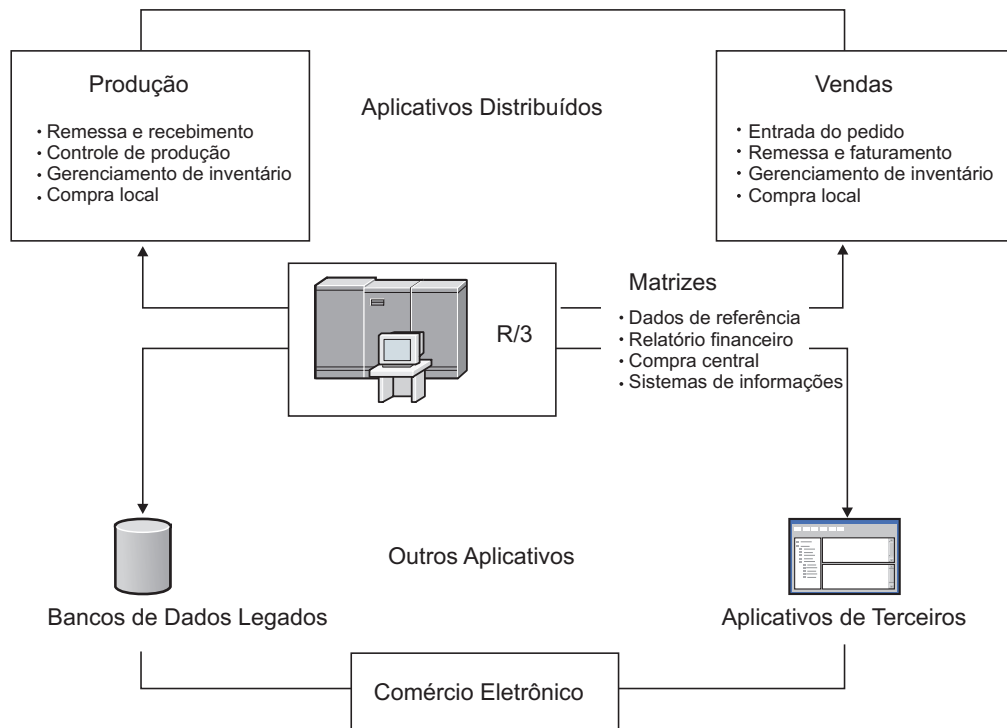 Produção
• Remessa e recebimento
• Controle de produção
• Gerenciamento de inventário
• Compra local
Aplicativos Distribuídos
Vendas
• Entrada do pedido
• Remessa e faturamento
• Gerenciamento de inventário
• Compra local
R/3
Matrizes
• Dados de referência
• Relatório financeiro
• Compra central
• Sistemas de informações
Outros Aplicativos
Bancos de Dados Legados
Aplicativos de Terceiros
Comércio Eletrônico